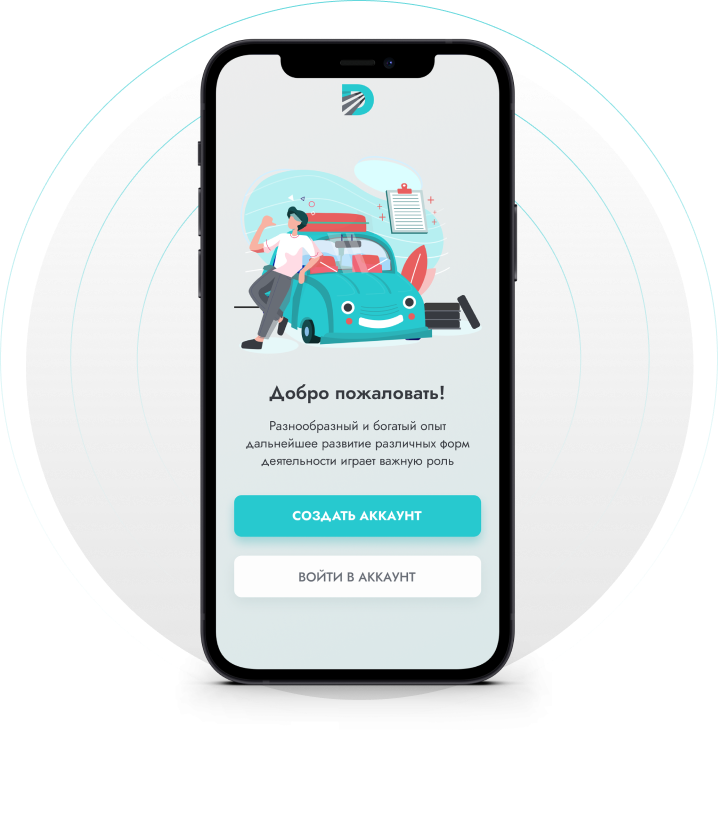 Добро пожаловать!
Разнообразный и богатый опыт
дальнейшее развитие различных форм
деятельности играет важную роль
СОЗДАТЬ АККАУНТ
ВОЙТИ В АККАУНТ